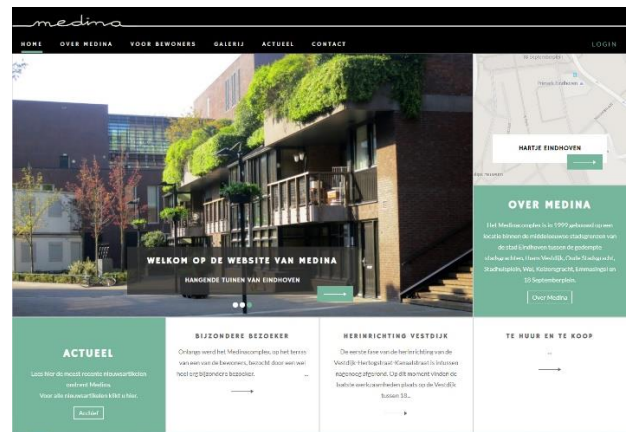 medina
HOME OVER MEDINA VOOR BEWONERS GALERIJ ACTUEEL CONTACT LOGIN
HARTJE EINDHOVEN
WELKOM OP DE WEBSITE VAN MEDINA
HANGENDE TUINEN VAN EINDHOVEN
OVER MEDINA
Het Medinacomplex is in 1999 gebouwd op een
locatie binnen de middeleeuwse stadsgrenzen van
de stad Eindhoven tussen de gedempte
stadsgrachten, thans Vestdijk, Oude Stadsgracht,
Stadhuisplein, Wal, Keizersgracht, Emmasingel en
18 Septemberplein.
Over Medina
ACTUEEL
Lees hier de meest recente nieuwsartikelen
omtrent Medina.
Voor alle nieuwsartikelen klikt u hier.
Archief
BIJZONDERE BEZOEKER
Onlangs werd het Medinacomplex, op het terras
van een van de bewoners, bezocht door een wel
heel erg bijzondere bezoeker. ...
HERINRICHTING VESTDIJK
De eerste fase van de herinrichting van de
Vestdijk-Hertogstraat-Kanaalstraat is intussen
nagenoeg afgerond. Op dit moment vinden de
laatste werkzaamheden plaats op de Vestdijk
tussen 18...
TE HUUR EN TE KOOP
...